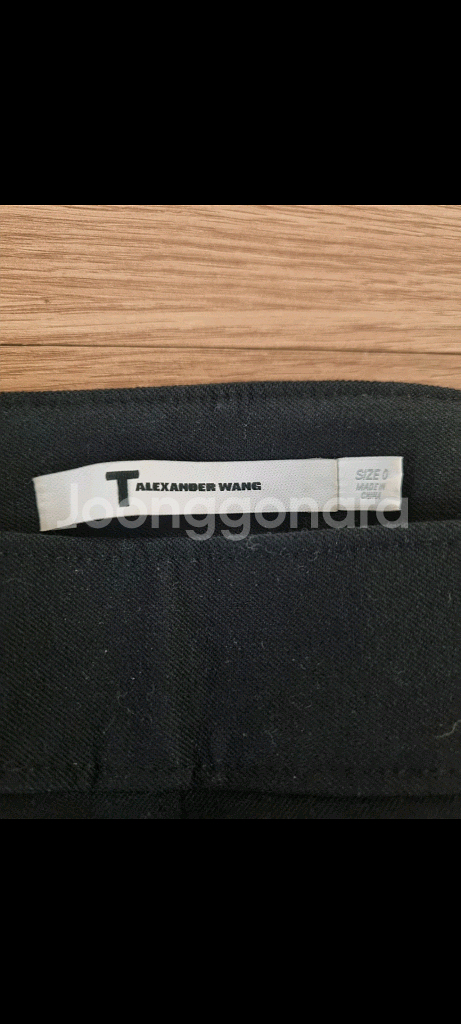 T ALEXANDER WANG
SIZE 0
MADE IN
CHINA
Joonggonara